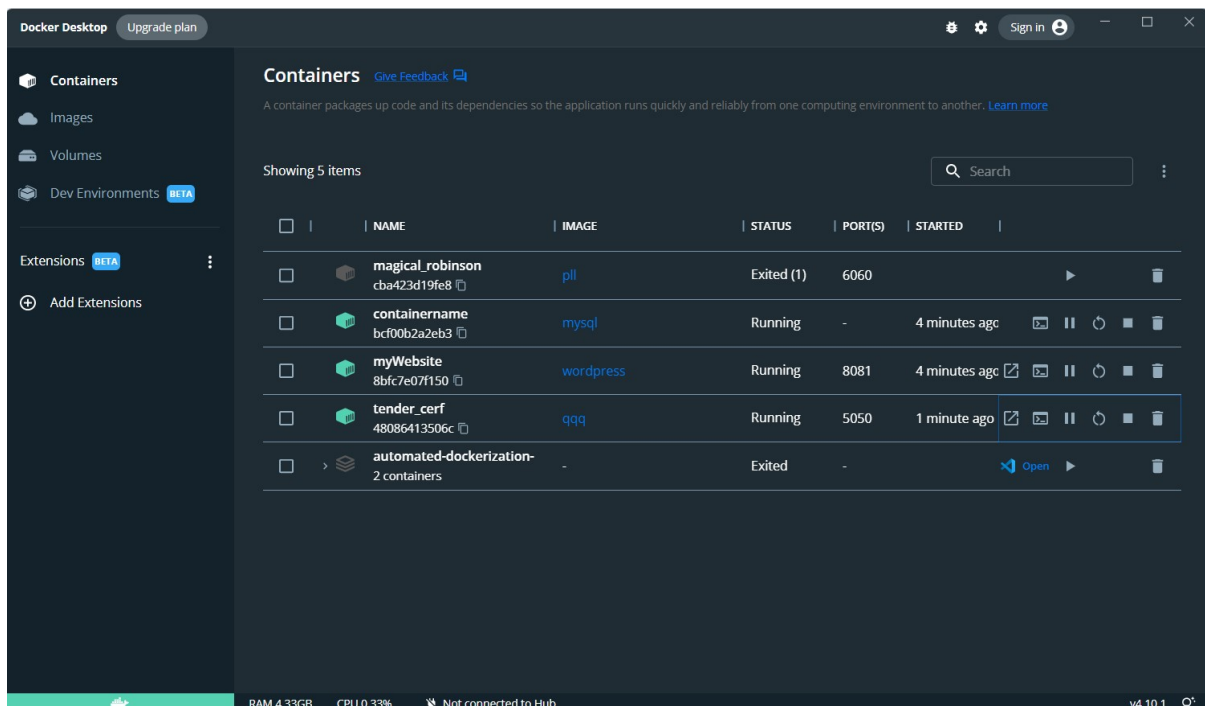 Docker Desktop Upgrade plan Sign in
Containers
Images
Volumes
Dev Environments BETA
Extensions BETA
Add Extensions
Containers Give Feedback
A container packages up code and its dependencies so the application runs quickly and reliably from one computing environment to another. Learn more
Showing 5 items
Search
NAME IMAGE STATUS PORT(S) STARTED
magical_robinson pll Exited (1) 6060
cba423d19fe8
containername mysql Running - 4 minutes ago
bcf00b2a2eb3
myWebsite wordpress Running 8081 4 minutes ago
8bfc7e07f150
tender_cerf qqq Running 5050 1 minute ago
48086413506c
automated-dockerization- - Exited - Open
2 containers
RAM 4.33GB CPU 0.33% Not connected to Hub v4.10.1